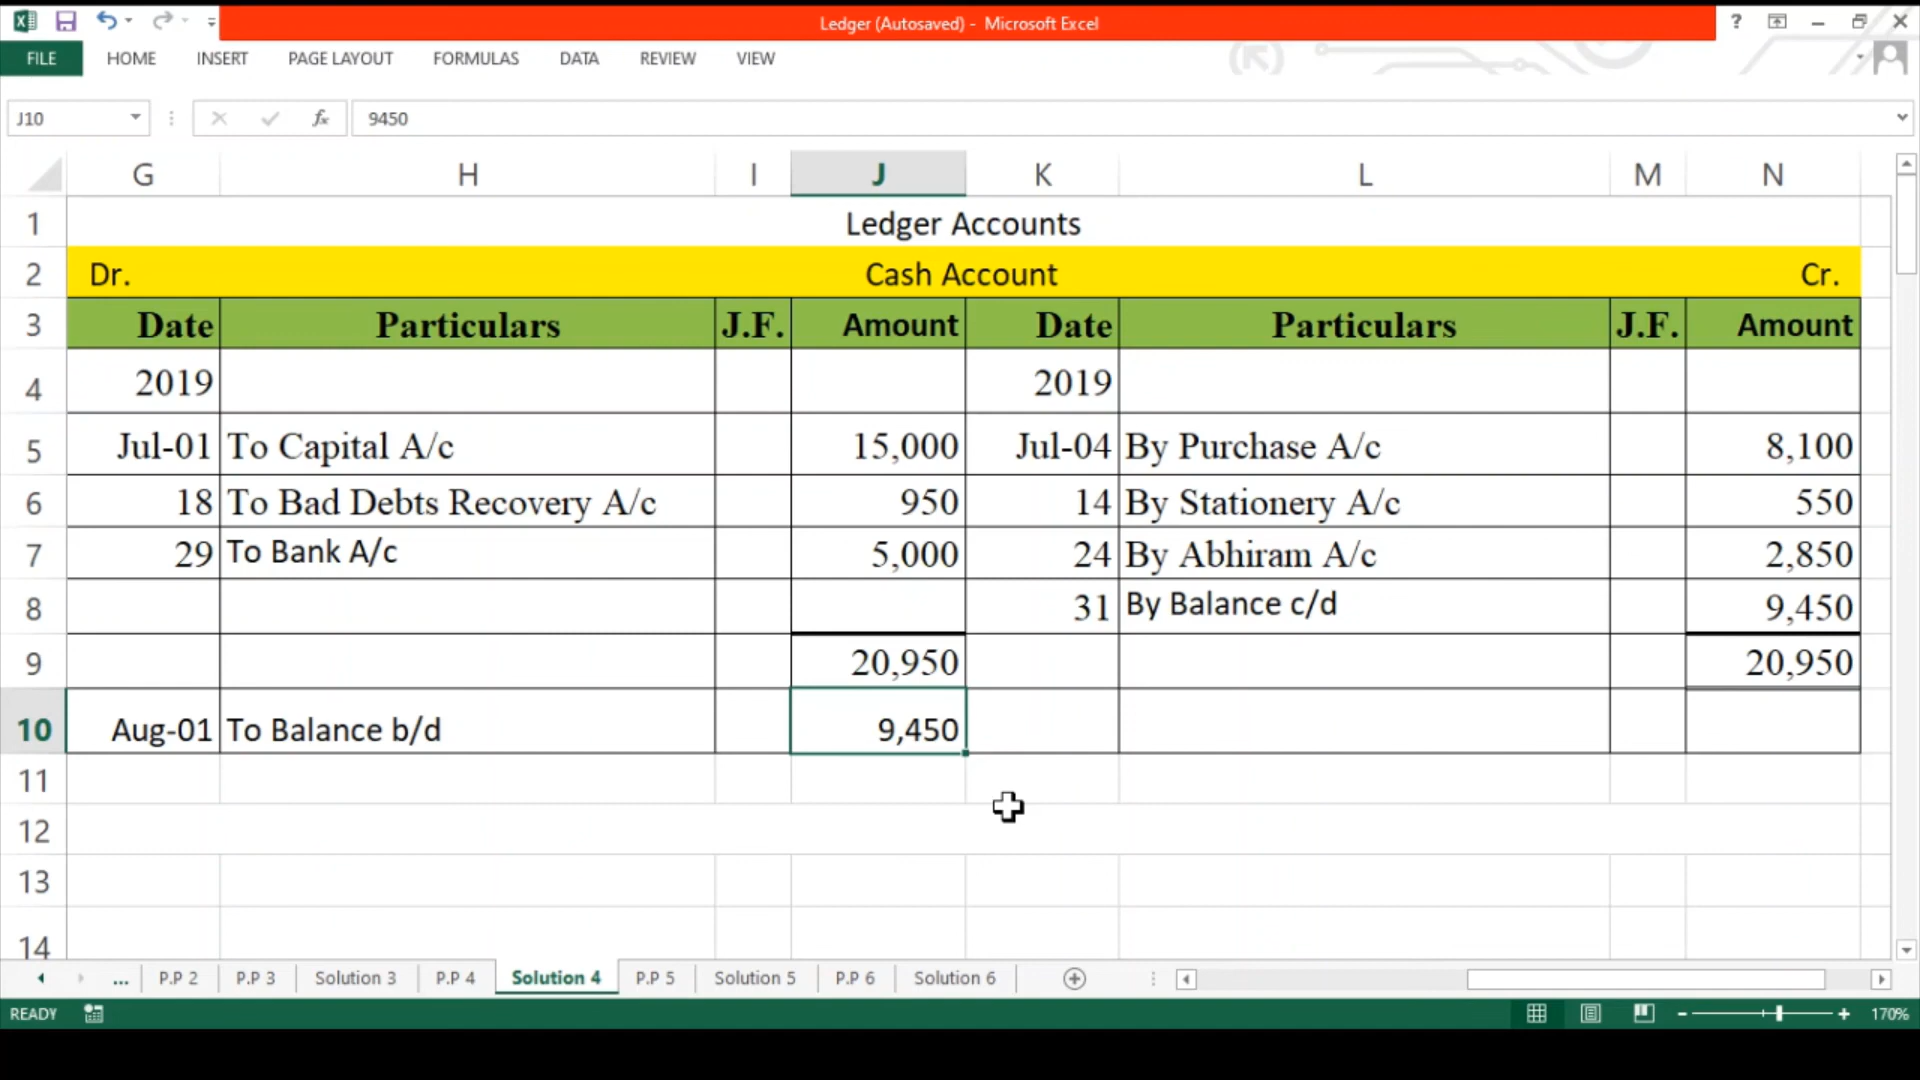 Ledger (Autosaved) - Microsoft Excel ?
FILE HOME INSERT PAGE LAYOUT FORMULAS DATA REVIEW VIEW
J10 fx 9450
G H I J K L M N
1 Ledger Accounts
2 Dr. Cash Account Cr.
3 Date Particulars J.F. Amount Date Particulars J.F. Amount
4 2019 2019
5 Jul-01 To Capital A/c 15,000 Jul-04 By Purchase A/c 8,100
6 18 To Bad Debts Recovery A/c 950 14 By Stationery A/c 550
7 29 To Bank A/c 5,000 24 By Abhiram A/c 2,850
8 31 By Balance c/d 9,450
9 20,950 20,950
10 Aug-01 To Balance b/d 9,450
11
12
13
14
... P.P 2 P.P 3 Solution 3 P.P 4 Solution 4 P.P 5 Solution 5 P.P 6 Solution 6
READY 170%